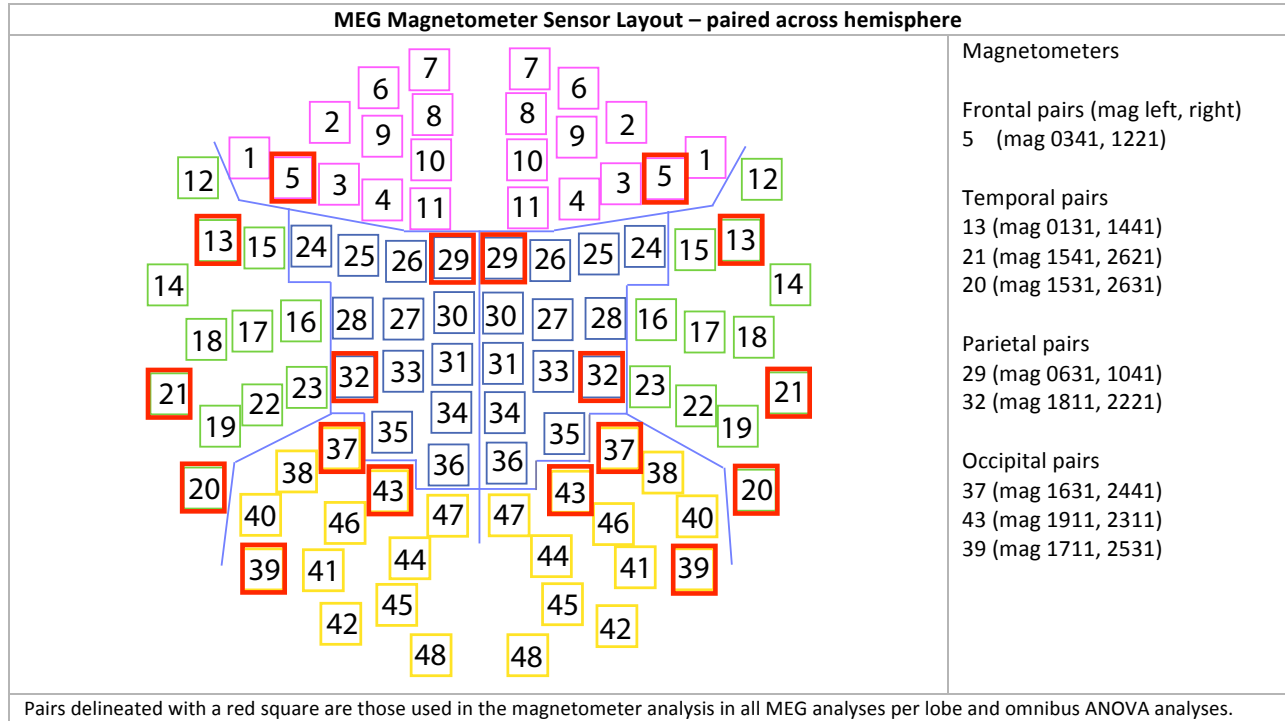 MEG Magnetometer Sensor Layout – paired across hemisphere
7 7
6 6
2 9 8 8 9 2
1 10 10 1
12 5 3 4 11 11 4 3 5 12
13 15 24 25 26 29 29 26 25 24 15 13
14 14
18 17 16 28 27 30 30 27 28 16 17 18
21 23 32 33 31 31 33 32 23 21
19 22 34 34 22 19
37 35 35 37
38 36 36 38
20 43 43 20
40 46 47 47 46 40
39 41 44 44 41 39
42 45 45 42
48 48
Magnetometers
Frontal pairs (mag left, right)
5 (mag 0341, 1221)
Temporal pairs
13 (mag 0131, 1441)
21 (mag 1541, 2621)
20 (mag 1531, 2631)
Parietal pairs
29 (mag 0631, 1041)
32 (mag 1811, 2221)
Occipital pairs
37 (mag 1631, 2441)
43 (mag 1911, 2311)
39 (mag 1711, 2531)
Pairs delineated with a red square are those used in the magnetometer analysis in all MEG analyses per lobe and omnibus ANOVA analyses.